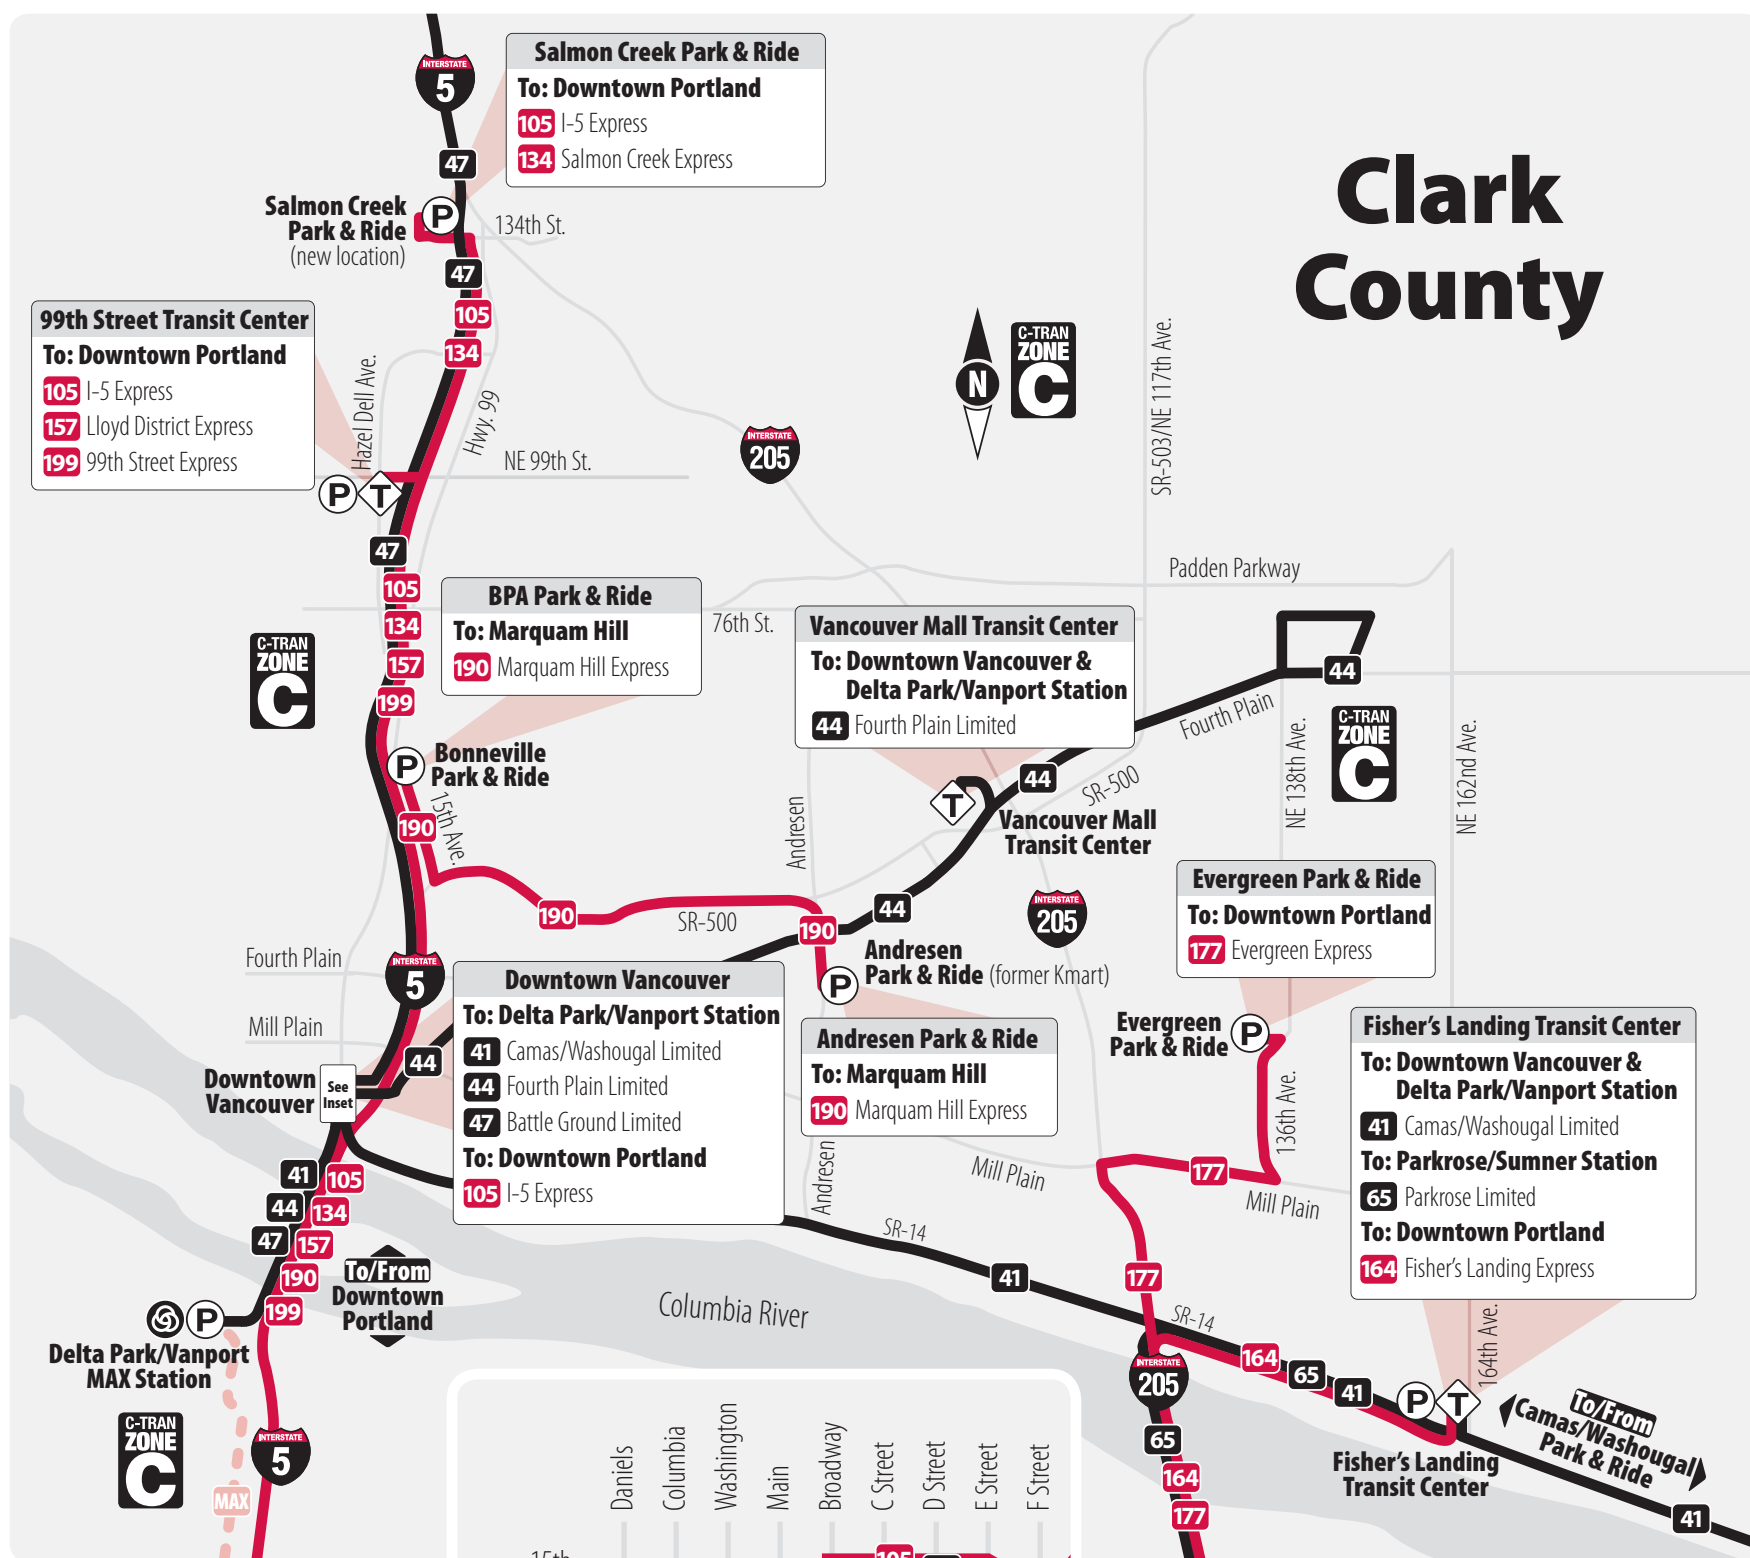 Clark
County
INTERSTATE
5
Salmon Creek Park & Ride
To: Downtown Portland
105 I-5 Express
134 Salmon Creek Express
47
Salmon Creek
Park & Ride
(new location)
P
134th St.
47
105
134
99th Street Transit Center
To: Downtown Portland
105 I-5 Express
157 Lloyd District Express
199 99th Street Express
Hazel Dell Ave.
Hwy. 99
NE 99th St.
P T
N
C-TRAN
ZONE
C
INTERSTATE
205
SR-503/NE 117th Ave.
47
105
134
157
199
BPA Park & Ride
To: Marquam Hill
190 Marquam Hill Express
76th St.
Padden Parkway
C-TRAN
ZONE
C
Vancouver Mall Transit Center
To: Downtown Vancouver &
Delta Park/Vanport Station
44 Fourth Plain Limited
44
Fourth Plain
C-TRAN
ZONE
C
NE 138th Ave.
NE 162nd Ave.
P
Bonneville
Park & Ride
190
15th Ave.
T
44
SR-500
Vancouver Mall
Transit Center
Andresen
190
SR-500
190
44
INTERSTATE
205
Andresen
Park & Ride (former Kmart)
P
Evergreen Park & Ride
To: Downtown Portland
177 Evergreen Express
Fourth Plain
INTERSTATE
5
Mill Plain
44
Downtown
Vancouver
See
Inset
Downtown Vancouver
To: Delta Park/Vanport Station
41 Camas/Washougal Limited
44 Fourth Plain Limited
47 Battle Ground Limited
To: Downtown Portland
105 I-5 Express
Andresen Park & Ride
To: Marquam Hill
190 Marquam Hill Express
Andresen
Evergreen
Park & Ride
P
136th Ave.
Mill Plain
177
Mill Plain
Fisher's Landing Transit Center
To: Downtown Vancouver &
Delta Park/Vanport Station
41 Camas/Washougal Limited
To: Parkrose/Sumner Station
65 Parkrose Limited
To: Downtown Portland
164 Fisher's Landing Express
41 105
44 134
47 157
190
199
To/From
Downtown
Portland
P
Delta Park/Vanport
MAX Station
C-TRAN
ZONE
C
MAX
INTERSTATE
5
SR-14
41
177
Columbia River
SR-14
INTERSTATE
205
164
65
41
164th Ave.
P T
Fisher's Landing
Transit Center
To/From
Camas/Washougal
Park & Ride
41
65
164
177
Daniels
Columbia
Washington
Main
Broadway
C Street
D Street
E Street
F Street
15th
105